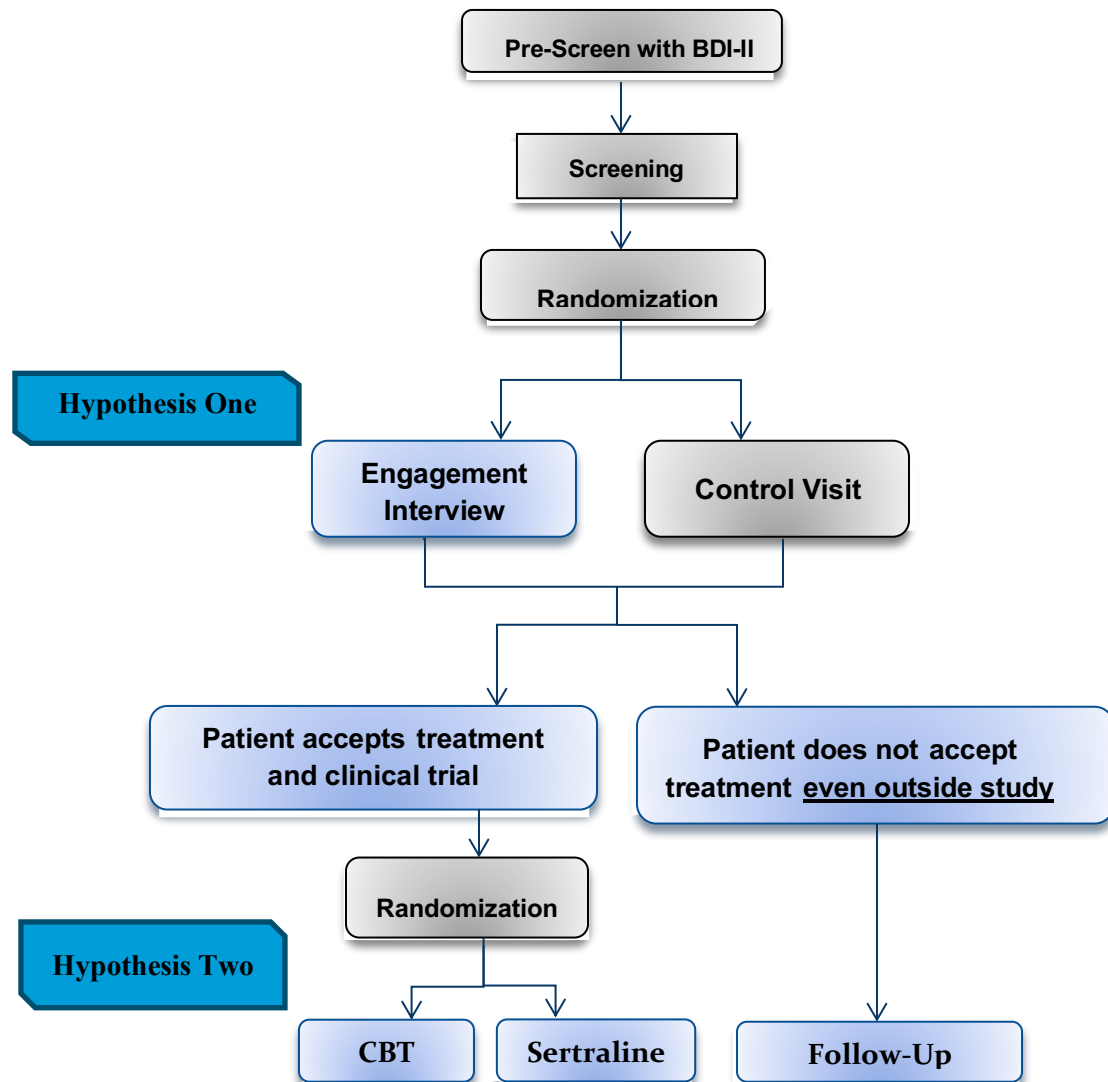 Pre-Screen with BDI-II
Screening
Randomization
Hypothesis One
Engagement
Interview
Control Visit
Patient accepts treatment
and clinical trial
Patient does not accept
treatment even outside study
Randomization
Hypothesis Two
CBT
Sertraline
Follow-Up